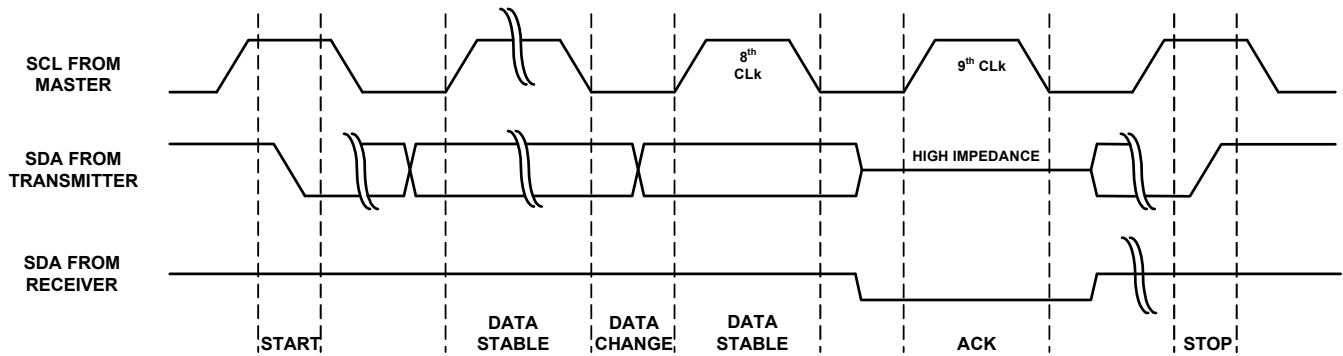 SCL FROM
MASTER
8th
CLk
9th CLk
SDA FROM
TRANSMITTER
HIGH IMPEDANCE
SDA FROM
RECEIVER
START
DATA
STABLE
DATA
CHANGE
DATA
STABLE
ACK
STOP